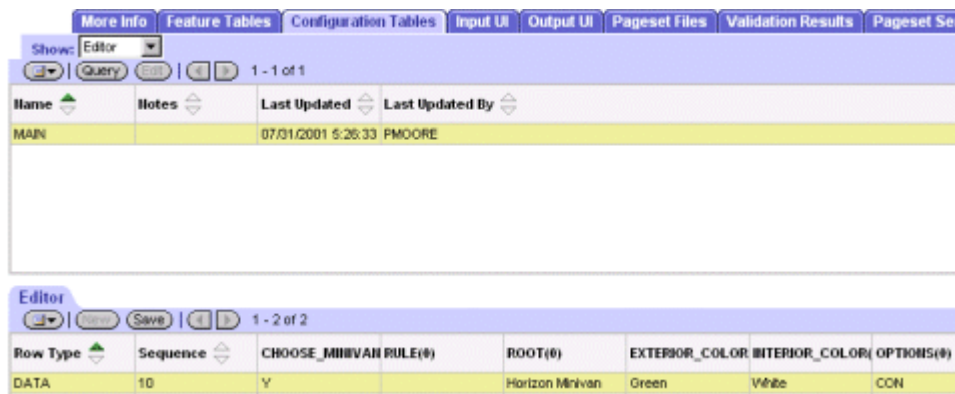 More Info Feature Tables Configuration Tables Input UI Output UI Pageset Files Validation Results Pageset Se
Show: Editor
Query Edit 1 - 1 of 1
Name Notes Last Updated Last Updated By
MAIN 07/31/2001 5:26:33 PMOORE
Editor
New Save 1 - 2 of 2
Row Type Sequence CHOOSE_MINIVAN RULE(0) ROOT(0) EXTERIOR_COLOR INTERIOR_COLOR( OPTIONS(0)
DATA 10 Y Horizon Minivan Green White CON